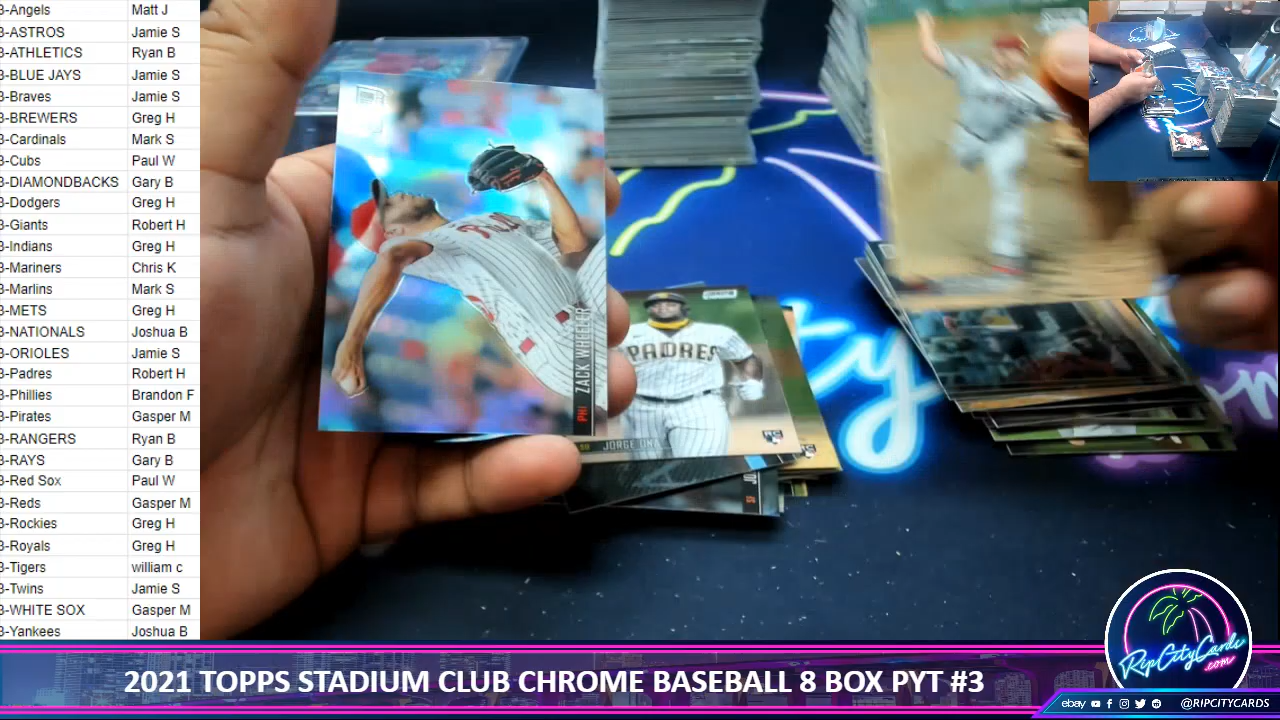 3-Angels Matt J
3-ASTROS Jamie S
3-ATHLETICS Ryan B
3-BLUE JAYS Jamie S
3-Braves Jamie S
3-BREWERS Greg H
3-Cardinals Mark S
3-Cubs Paul W
3-DIAMONDBACKS Gary B
3-Dodgers Greg H
3-Giants Robert H
3-Indians Greg H
3-Mariners Chris K
3-Marlins Mark S
3-METS Greg H
3-NATIONALS Joshua B
3-ORIOLES Jamie S
3-Padres Robert H
3-Phillies Brandon F
3-Pirates Gasper M
3-RANGERS Ryan B
3-RAYS Gary B
3-Red Sox Paul W
3-Reds Gasper M
3-Rockies Greg H
3-Royals Greg H
3-Tigers william c
3-Twins Jamie S
3-WHITE SOX Gasper M
3-Yankees Joshua B
PHI ZACK WHEELER
PADRES
JORGE OÑA
RC
RipCityCards
.com
2021 TOPPS STADIUM CLUB CHROME BASEBALL 8 BOX PYT #3
ebay @RIPCITYCARDS